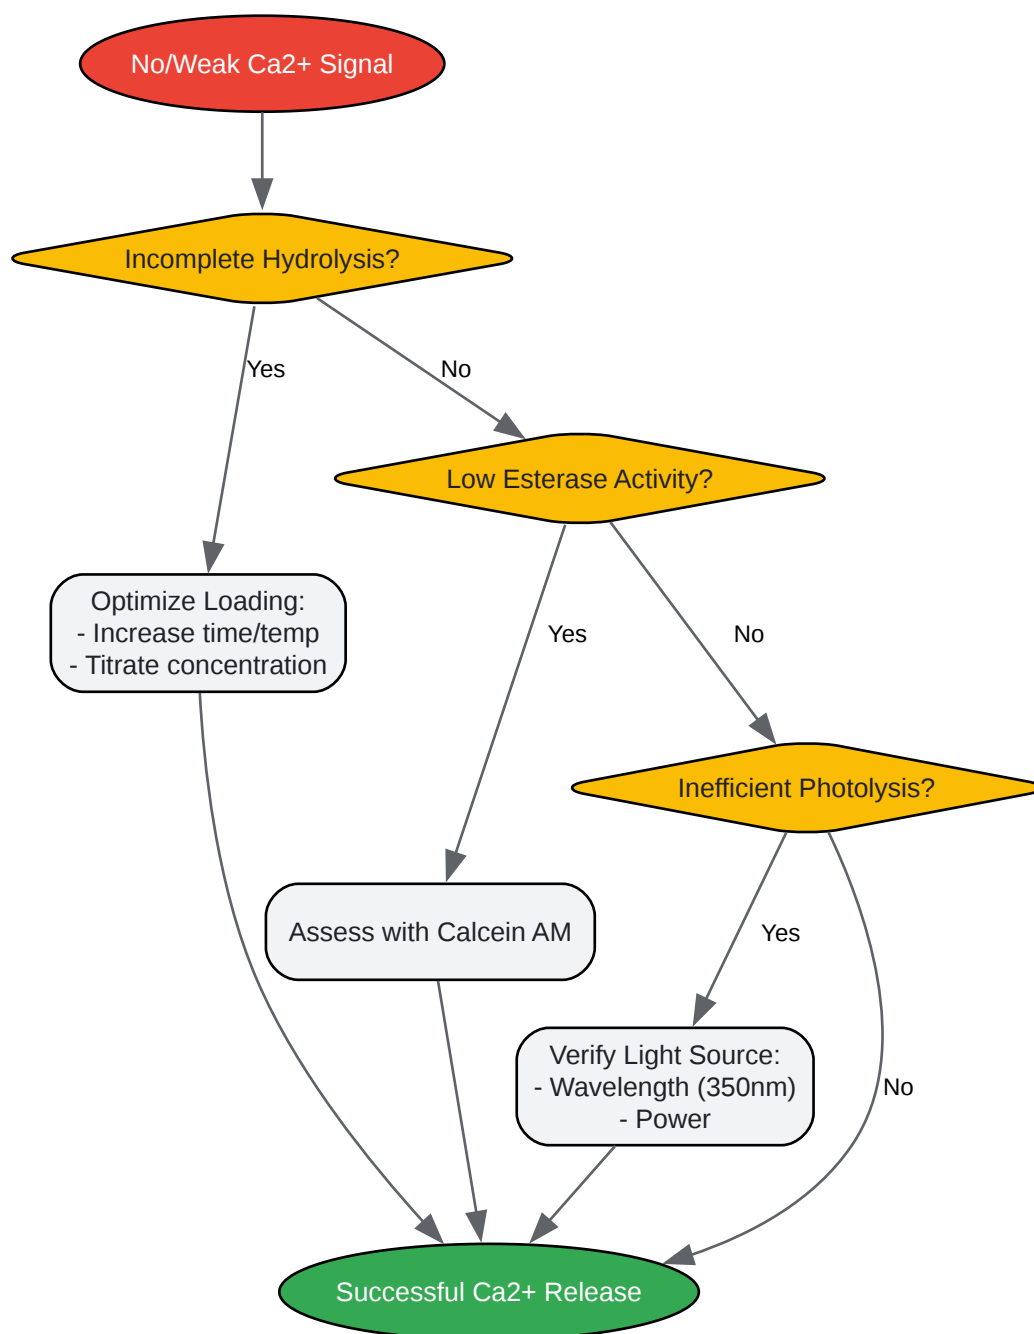 No/Weak Ca2+ Signal
Incomplete Hydrolysis?
Yes
No
Low Esterase Activity?
Optimize Loading:
- Increase time/temp
- Titrate concentration
Yes
No
Inefficient Photolysis?
Assess with Calcein AM
Yes
Verify Light Source:
- Wavelength (350nm)
- Power
No
Successful Ca2+ Release